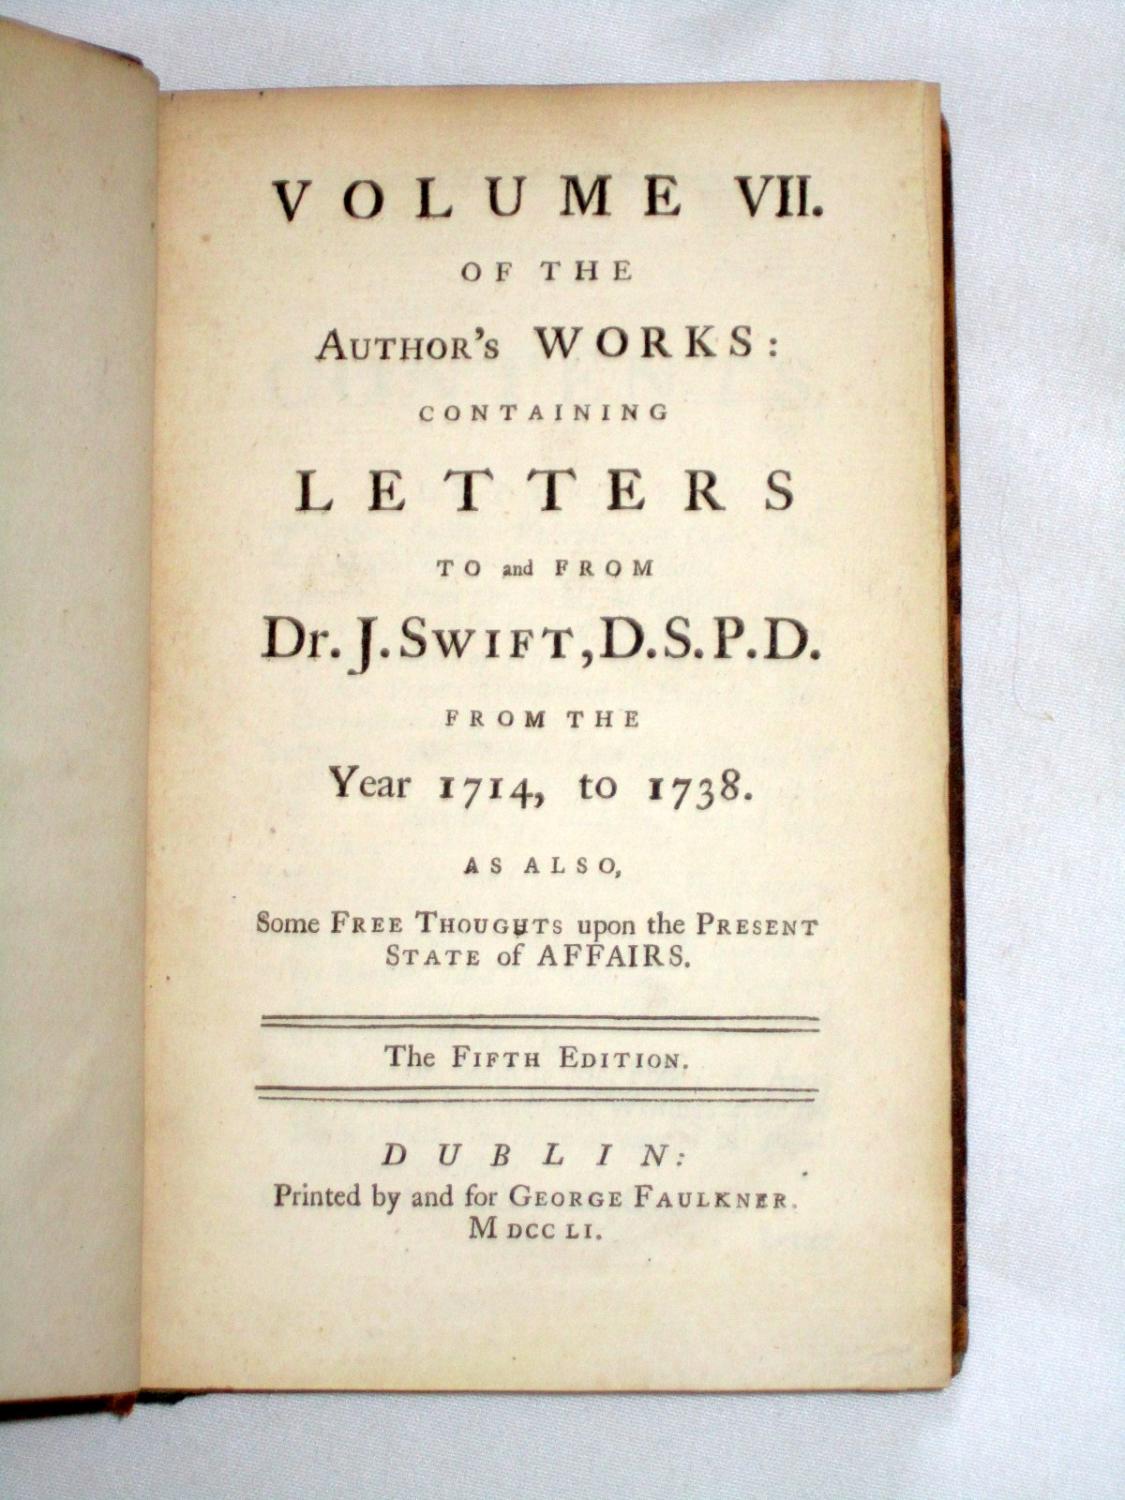 VOLUME VII.
OF THE
AUTHOR'S WORKS:
CONTAINING
LETTERS
TO and FROM
Dr. J. SWIFT, D.S.P.D.
FROM THE
Year 1714, to 1738.
AS ALSO,
Some FREE THOUGHTS upon the PRESENT
STATE of AFFAIRS.
The FIFTH EDITION.
DUBLIN:
Printed by and for GEORGE FAULKNER.
M DCC LI.